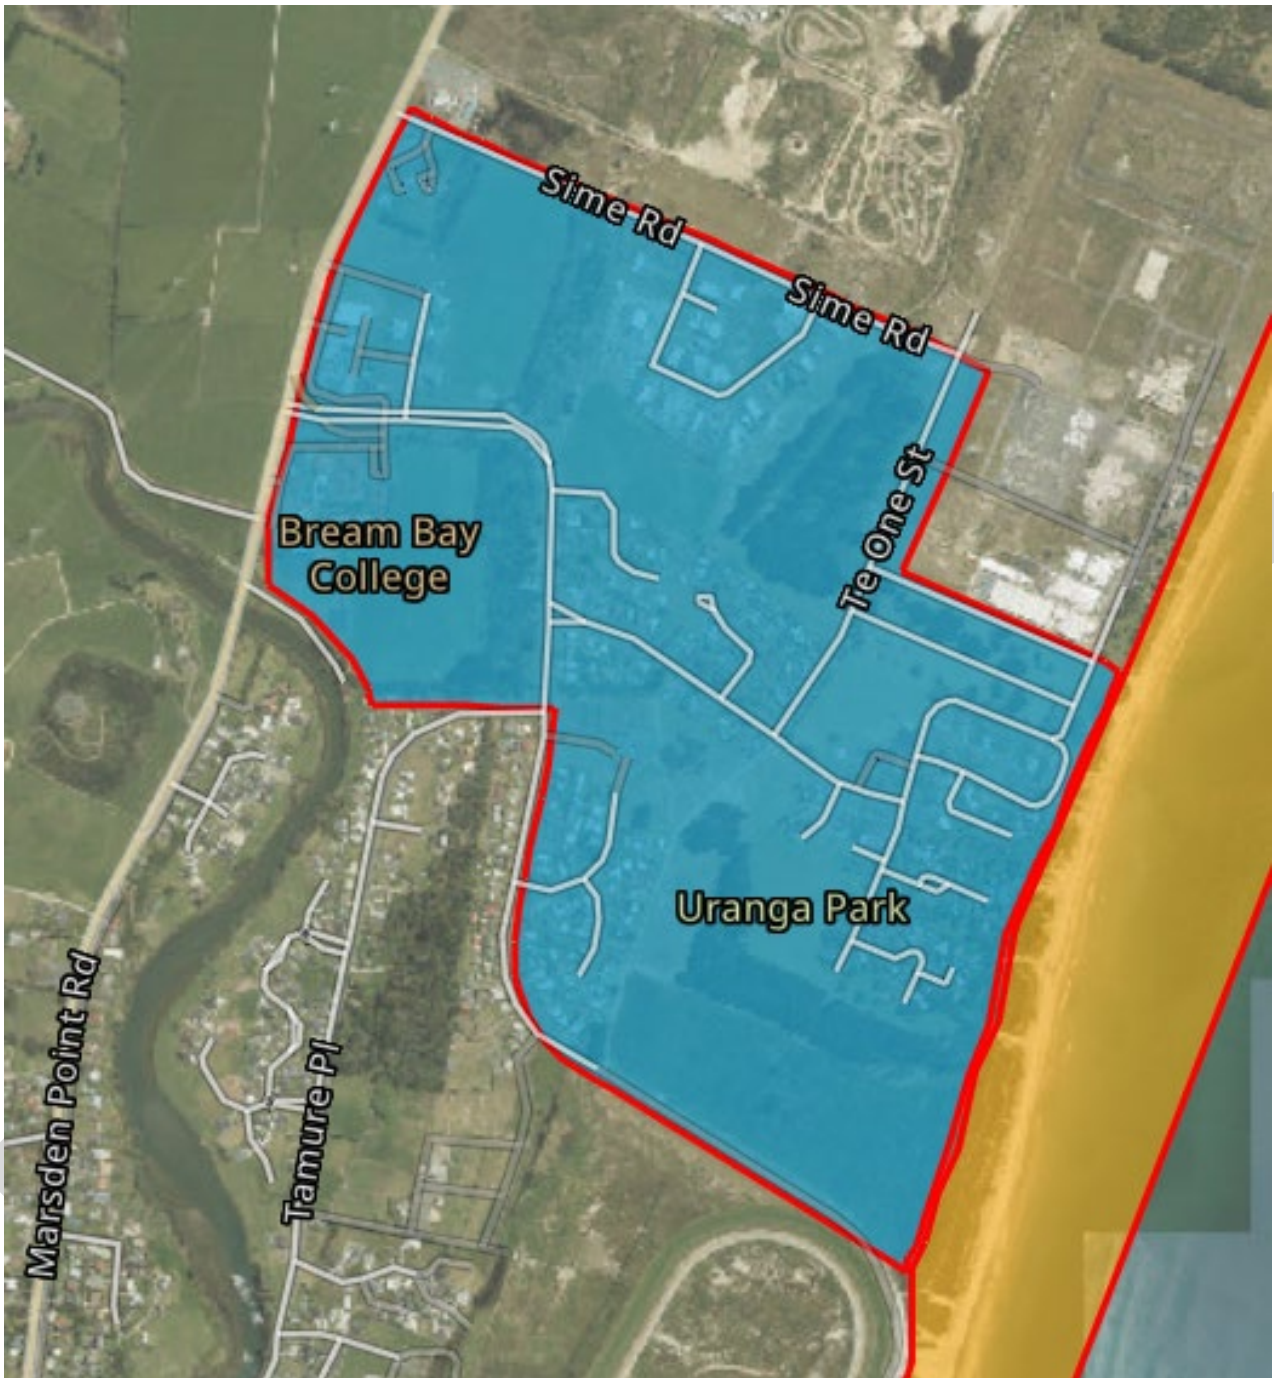 Sime Rd
Sime Rd
Te One St
Bream Bay
College
Uranga Park
Marsden Point Rd
Tamure Pl